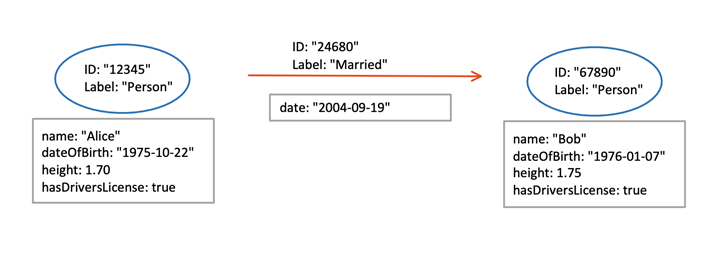 ID: "12345"
Label: "Person"
name: "Alice"
dateOfBirth: "1975-10-22"
height: 1.70
hasDriversLicense: true
ID: "24680"
Label: "Married"
date: "2004-09-19"
ID: "67890"
Label: "Person"
name: "Bob"
dateOfBirth: "1976-01-07"
height: 1.75
hasDriversLicense: true